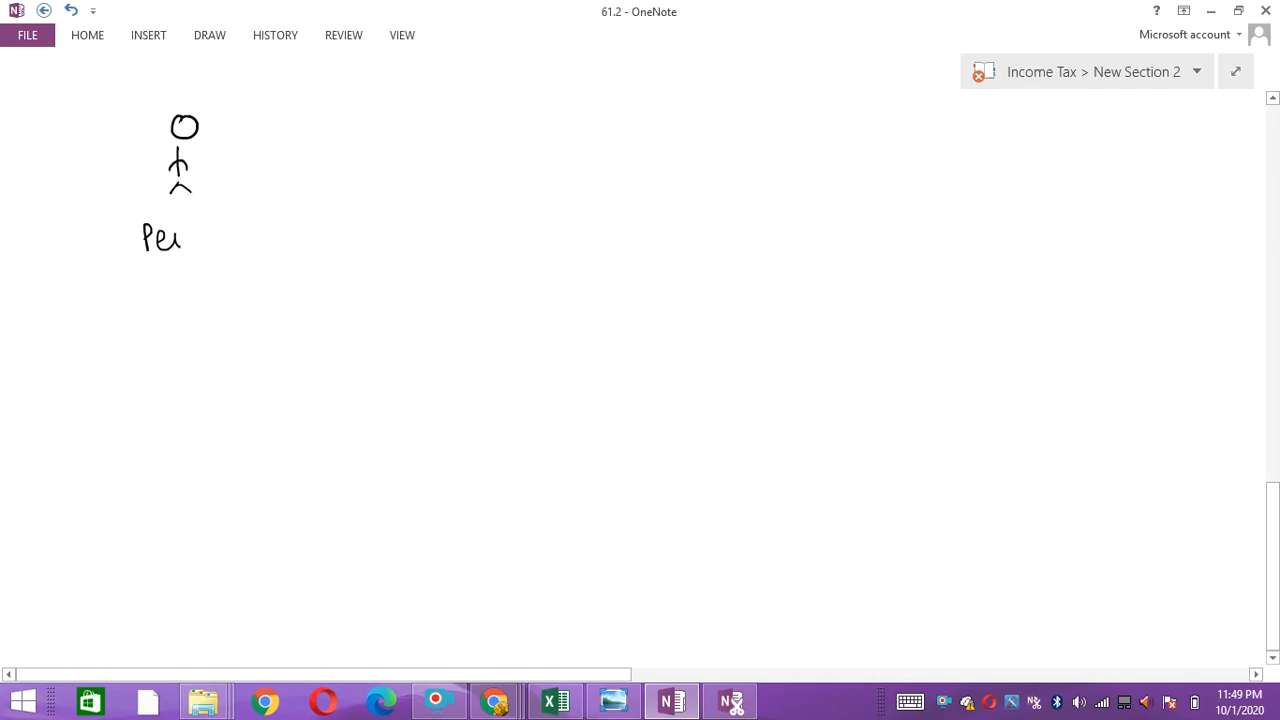 61.2 - OneNote
?
FILE HOME INSERT DRAW HISTORY REVIEW VIEW
Microsoft account
Income Tax > New Section 2
Per
11:49 PM
10/1/2020